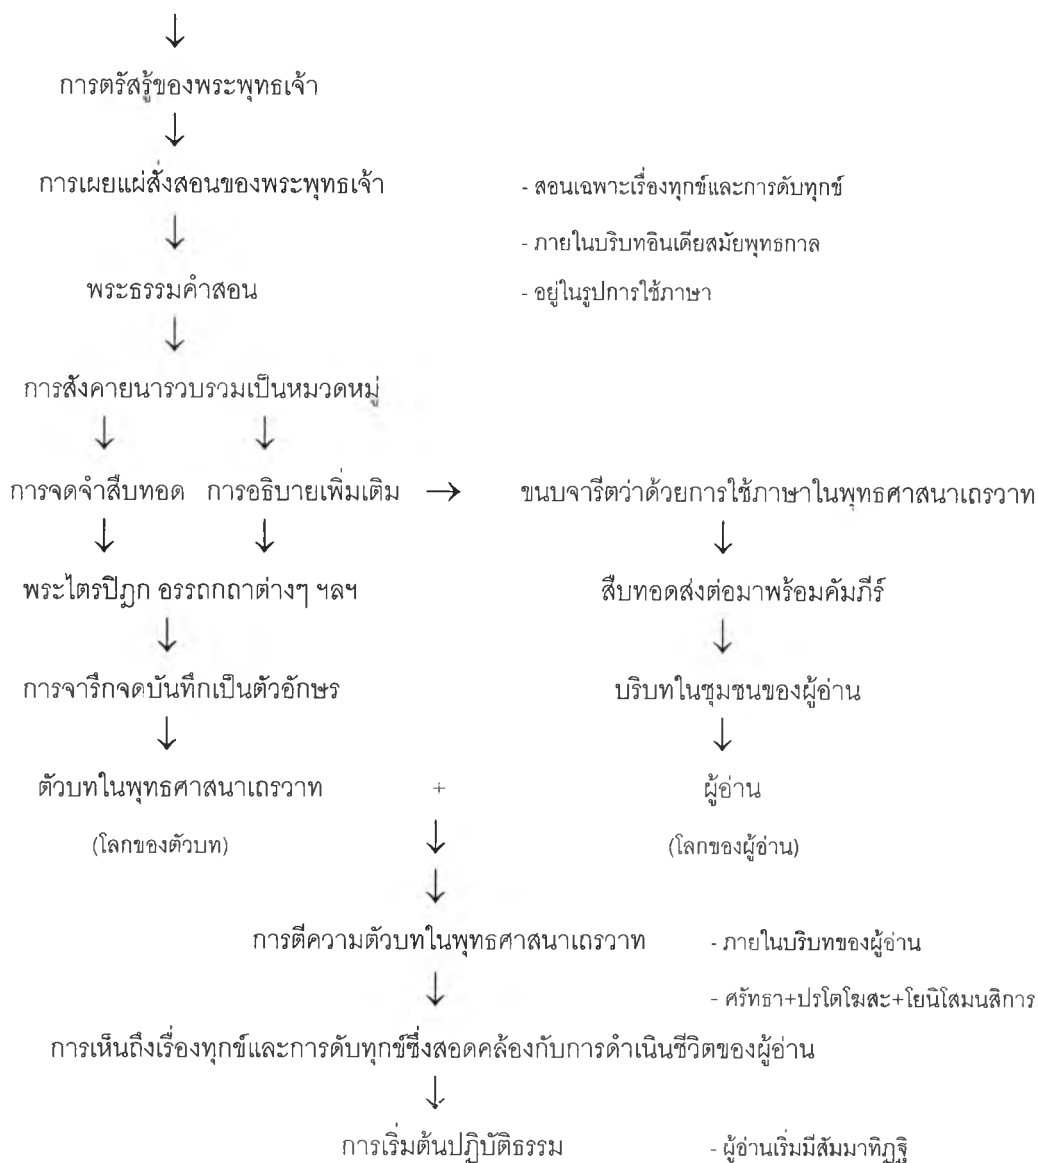 ↓
การตรัสรู้ของพระพุทธเจ้า
↓
การเผยแผ่สั่งสอนของพระพุทธเจ้า - สอนเฉพาะเรื่องทุกข์และการดับทุกข์
↓ - ภายในบริบทอินเดียสมัยพุทธกาล
พระธรรมคำสอน - อยู่ในรูปการใช้ภาษา
↓
การสังคายนารวบรวมเป็นหมวดหมู่
↓ ↓
การจดจำสืบทอด การอธิบายเพิ่มเติม → ขนบจารีตว่าด้วยการใช้ภาษาในพุทธศาสนาเถรวาท
↓ ↓ ↓
พระไตรปิฎก อรรถกถาต่างๆ ฯลฯ สืบทอดส่งต่อมาพร้อมคัมภีร์
↓ ↓
การจารึกจดบันทึกเป็นตัวอักษร บริบทในชุมชนของผู้อ่าน
↓ ↓
ตัวบทในพุทธศาสนาเถรวาท + ผู้อ่าน
(โลกของตัวบท) ↓ (โลกของผู้อ่าน)
↓
การตีความตัวบทในพุทธศาสนาเถรวาท - ภายในบริบทของผู้อ่าน
↓ - ศรัทธา+ปรโตโฆสะ+โยนิโสมนสิการ
การเห็นถึงเรื่องทุกข์และการดับทุกข์ซึ่งสอดคล้องกับการดำเนินชีวิตของผู้อ่าน
↓
การเริ่มต้นปฏิบัติธรรม - ผู้อ่านเริ่มมีสัมมาทิฏฐิ